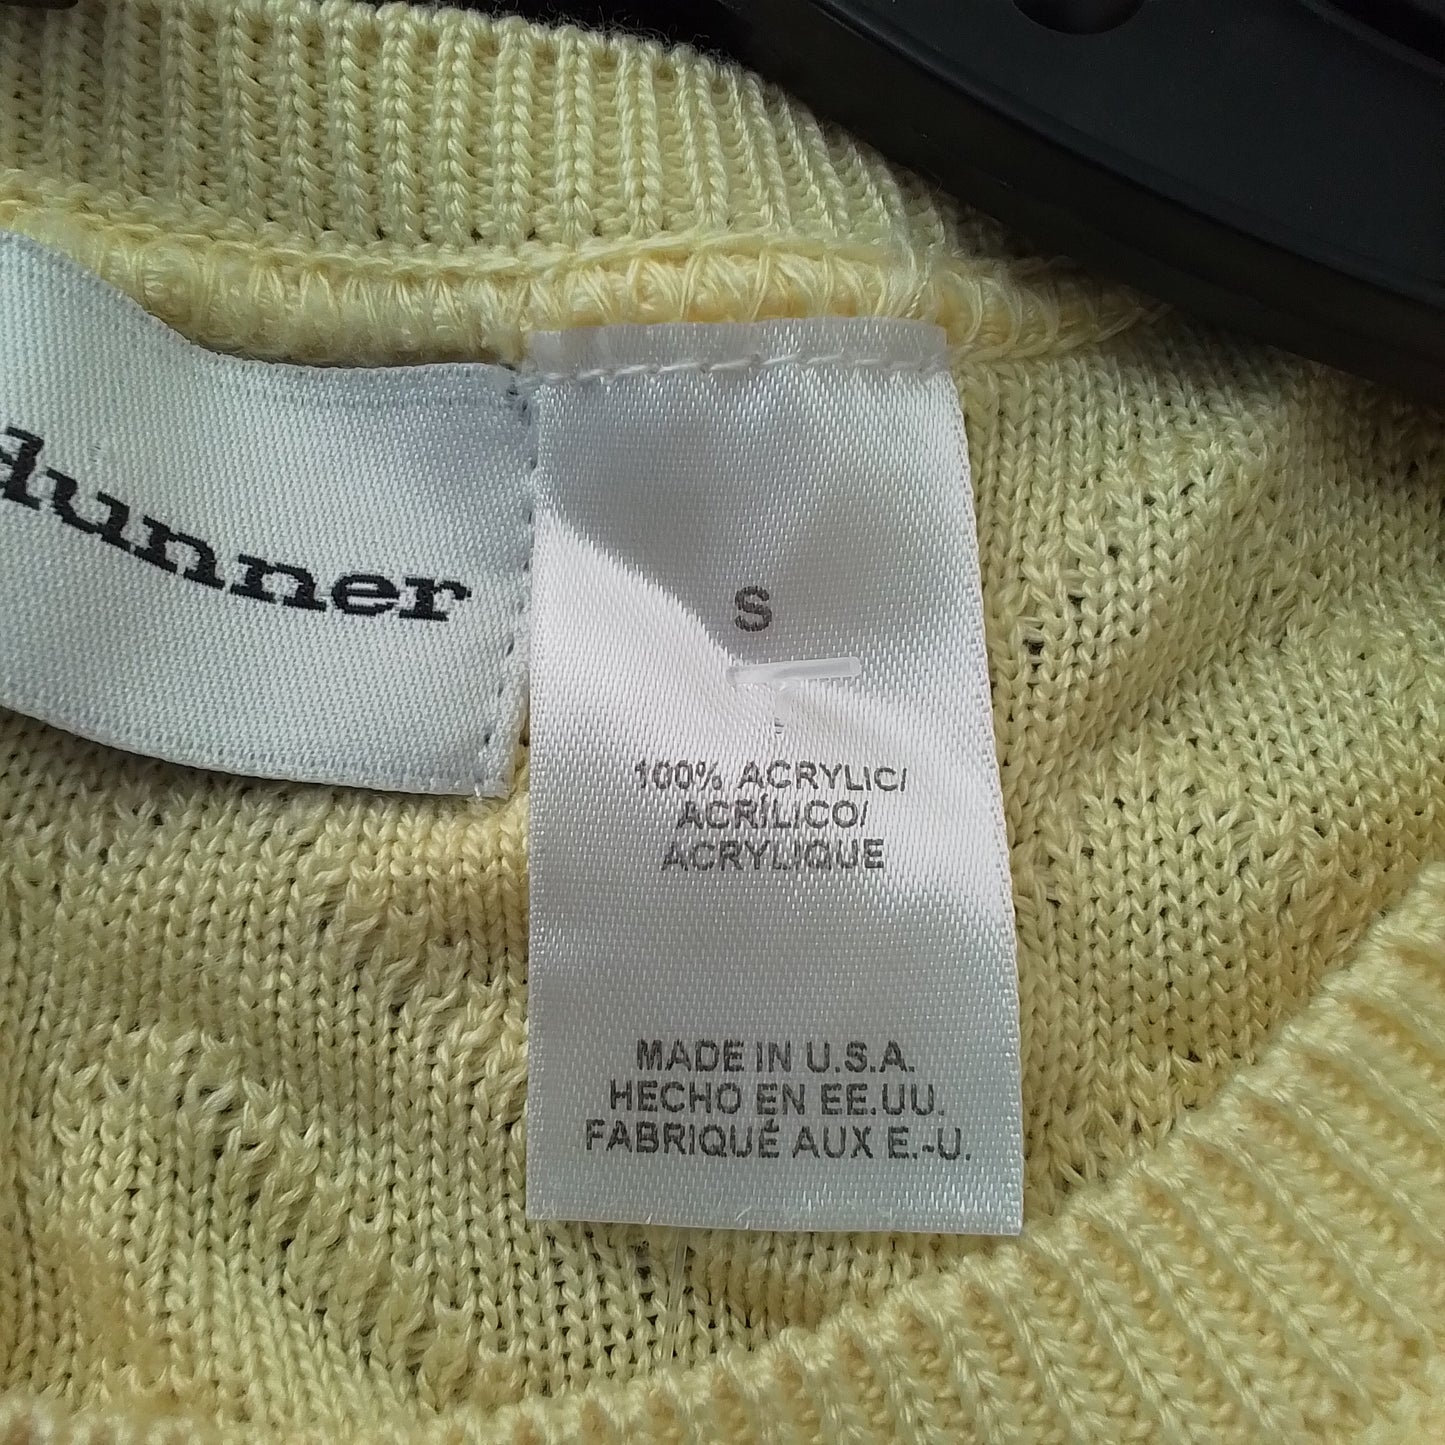 dunner
S
100% ACRYLIC/
ACRÍLICO/
ACRYLIQUE
MADE IN U.S.A.
HECHO EN EE.UU.
FABRIQUÉ AUX E.-U.